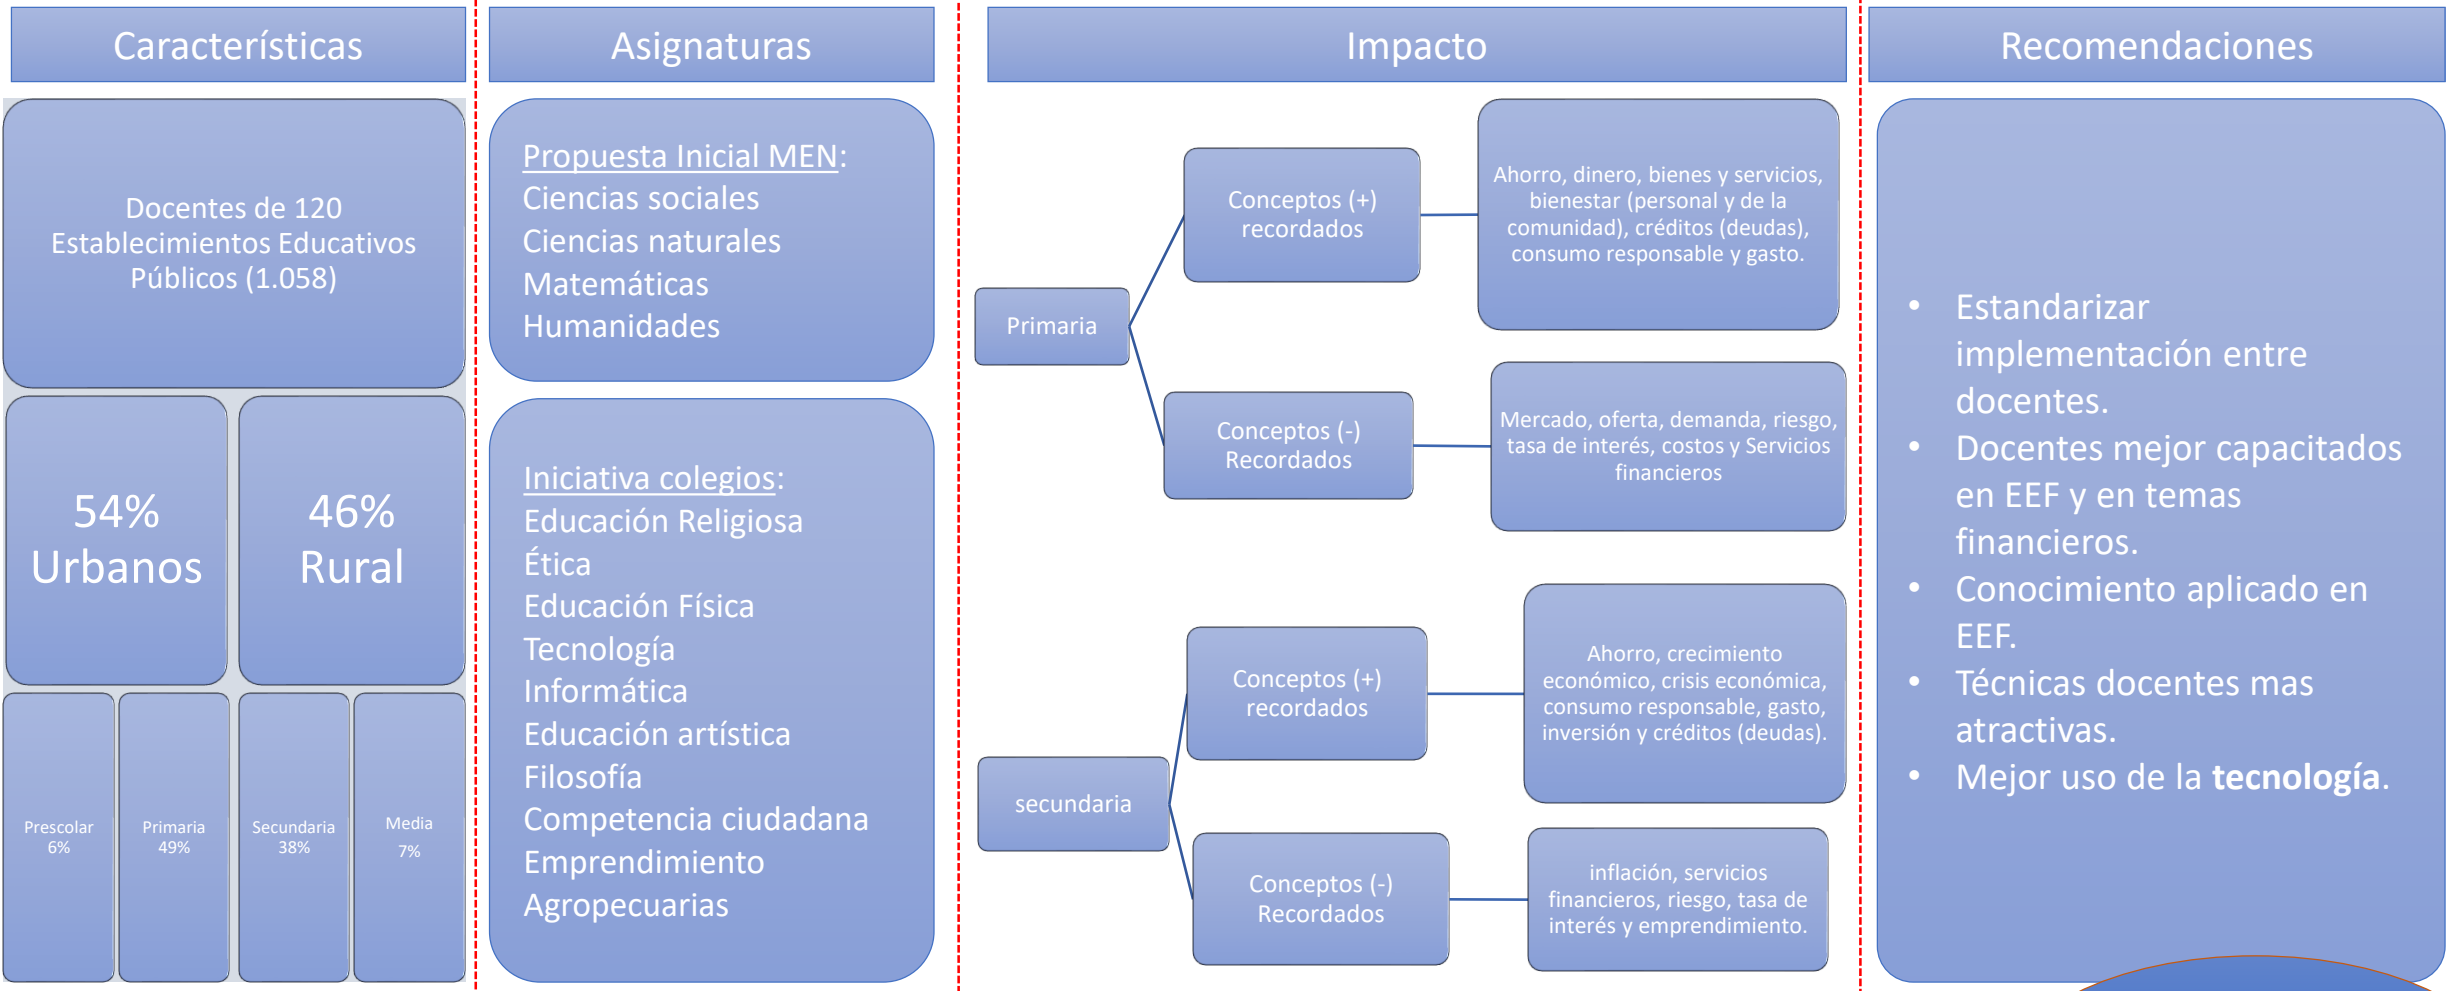 Características
Docentes de 120
Establecimientos Educativos
Públicos (1.058)
54%
Urbanos
46%
Rural
Prescolar
6%
Primaria
49%
Secundaria
38%
Media
7%
Asignaturas
Propuesta Inicial MEN:
Ciencias sociales
Ciencias naturales
Matemáticas
Humanidades
Iniciativa colegios:
Educación Religiosa
Ética
Educación Física
Tecnología
Informática
Educación artística
Filosofía
Competencia ciudadana
Emprendimiento
Agropecuarias
Impacto
Primaria
Conceptos (+)
recordados
Ahorro, dinero, bienes y servicios,
bienestar (personal y de la
comunidad), créditos (deudas),
consumo responsable y gasto.
Conceptos (-)
Recordados
Mercado, oferta, demanda, riesgo,
tasa de interés, costos y Servicios
financieros
secundaria
Conceptos (+)
recordados
Ahorro, crecimiento
económico, crisis económica,
consumo responsable, gasto,
inversión y créditos (deudas).
Conceptos (-)
Recordados
inflación, servicios
financieros, riesgo, tasa de
interés y emprendimiento.
Recomendaciones
• Estandarizar
implementación entre
docentes.
• Docentes mejor capacitados
en EEF y en temas
financieros.
• Conocimiento aplicado en
EEF.
• Técnicas docentes mas
atractivas.
• Mejor uso de la tecnología.